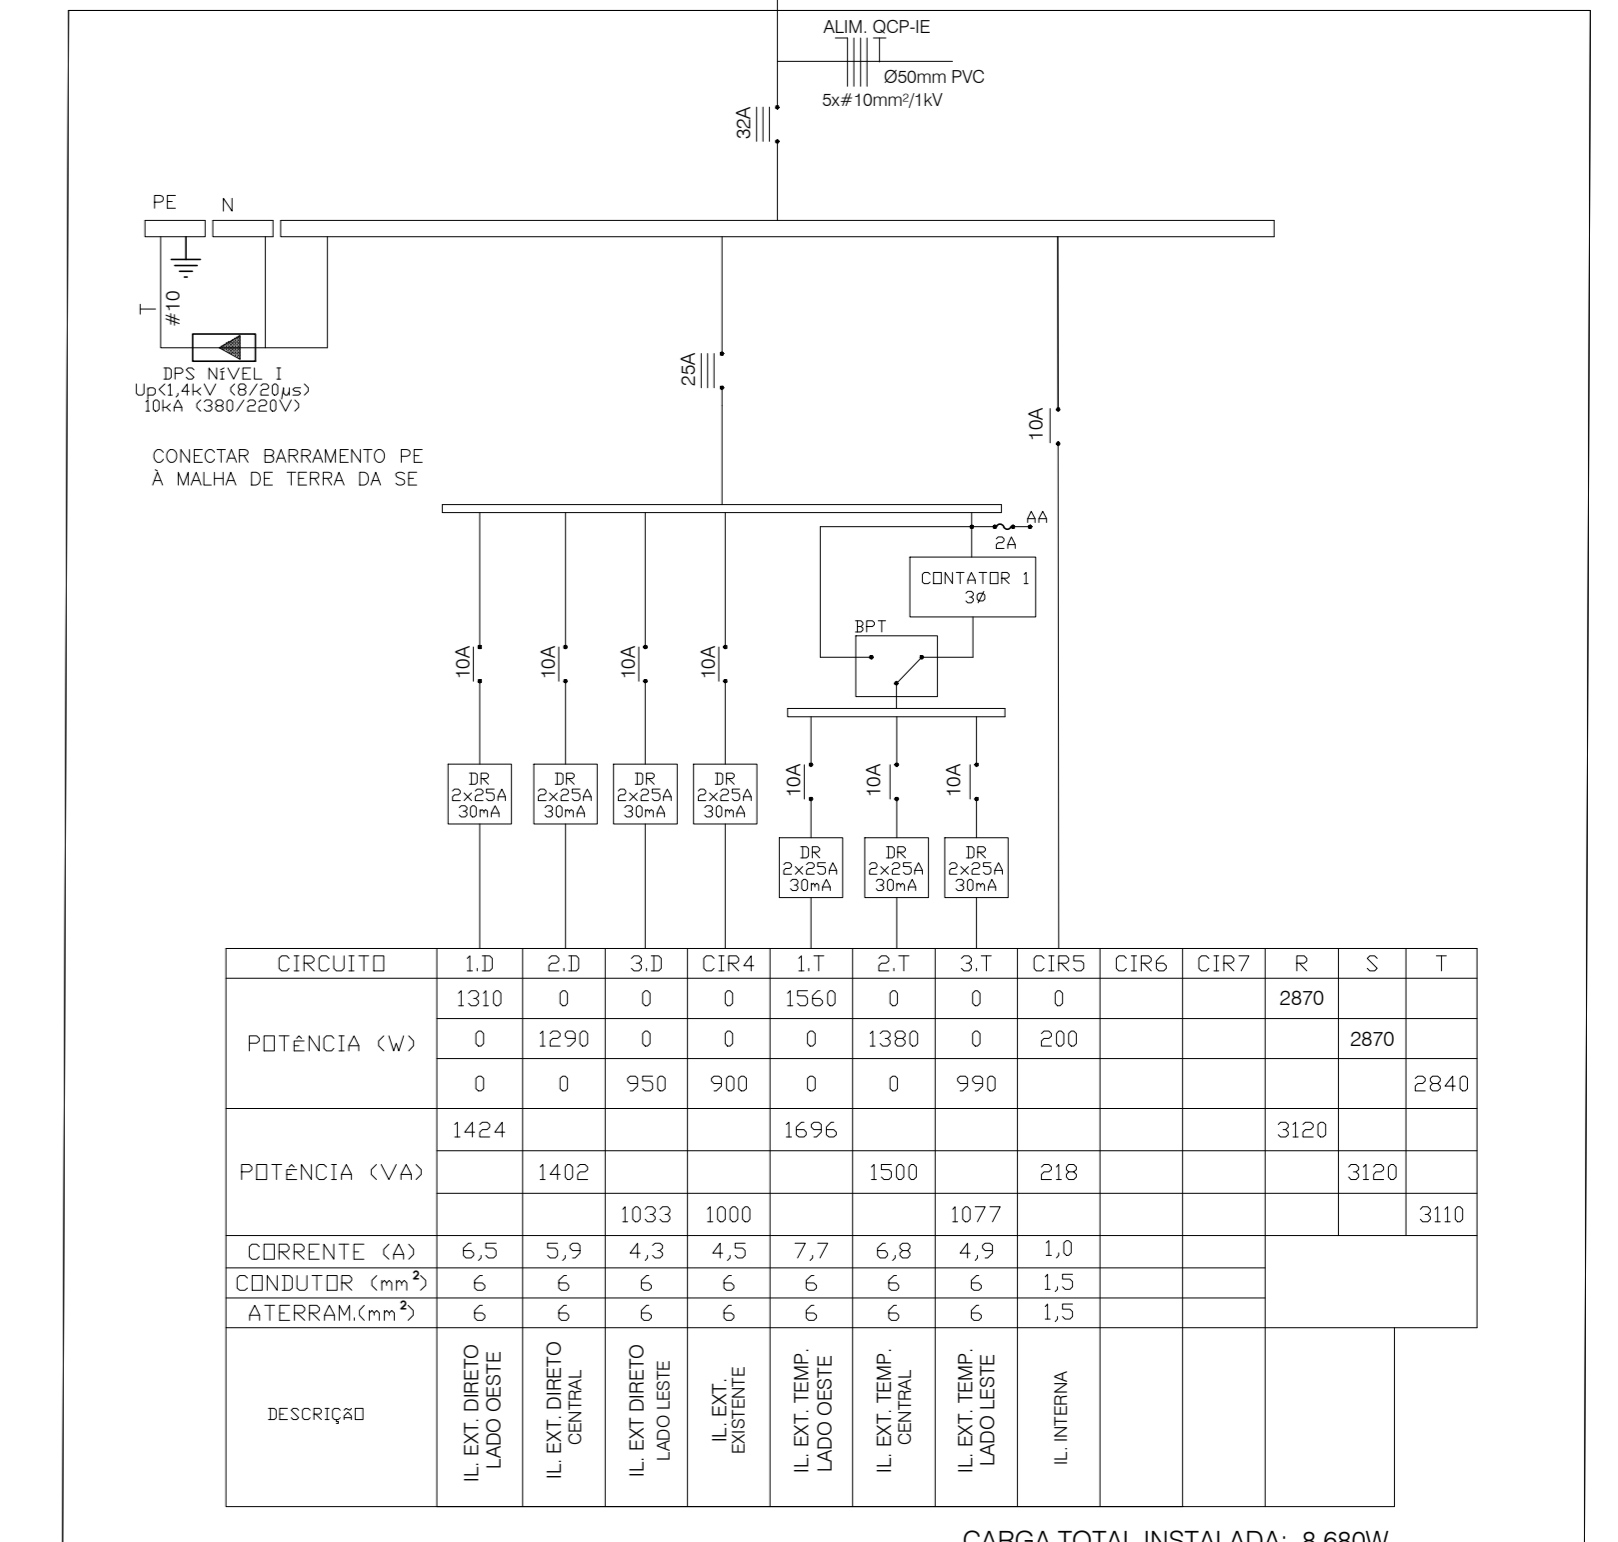 ALIM. QCP-IE
Ø50mm PVC
5x#10mm²/1kV
32A
PE
N
T
#10
DPS NíVEL I
Up<1,4kV (8/20µs)
10kA (380/220V)
CONECTAR BARRAMENTO PE
À MALHA DE TERRA DA SE
25A
10A
AA
2A
CONTATOR 1
3Ø
BPT
10A
10A
10A
10A
10A
10A
10A
DR
2x25A
30mA
DR
2x25A
30mA
DR
2x25A
30mA
DR
2x25A
30mA
DR
2x25A
30mA
DR
2x25A
30mA
DR
2x25A
30mA
CIRCUITO 1.D 2.D 3.D CIR4 1.T 2.T 3.T CIR5 CIR6 CIR7 R S T
POTêNCIA (W)
1310 0 0 0 1560 0 0 0 2870
0 1290 0 0 0 1380 0 200 2870
0 0 950 900 0 0 990 2840
POTêNCIA (VA)
1424 1696 3120
1402 1500 218 3120
1033 1000 1077 3110
CORRENTE (A) 6,5 5,9 4,3 4,5 7,7 6,8 4,9 1,0
CONDUTOR (mm²) 6 6 6 6 6 6 6 1,5
ATERRAM.(mm²) 6 6 6 6 6 6 6 1,5
DESCRIÇãO
IL. EXT. DIRETO
LADO OESTE
IL. EXT. DIRETO
CENTRAL
IL. EXT DIRETO
LADO LESTE
IL. EXT.
EXISTENTE
IL. EXT. TEMP.
LADO OESTE
IL. EXT. TEMP.
CENTRAL
IL. EXT. TEMP.
LADO LESTE
IL. INTERNA
CARGA TOTAL INSTALADA: 8.680W